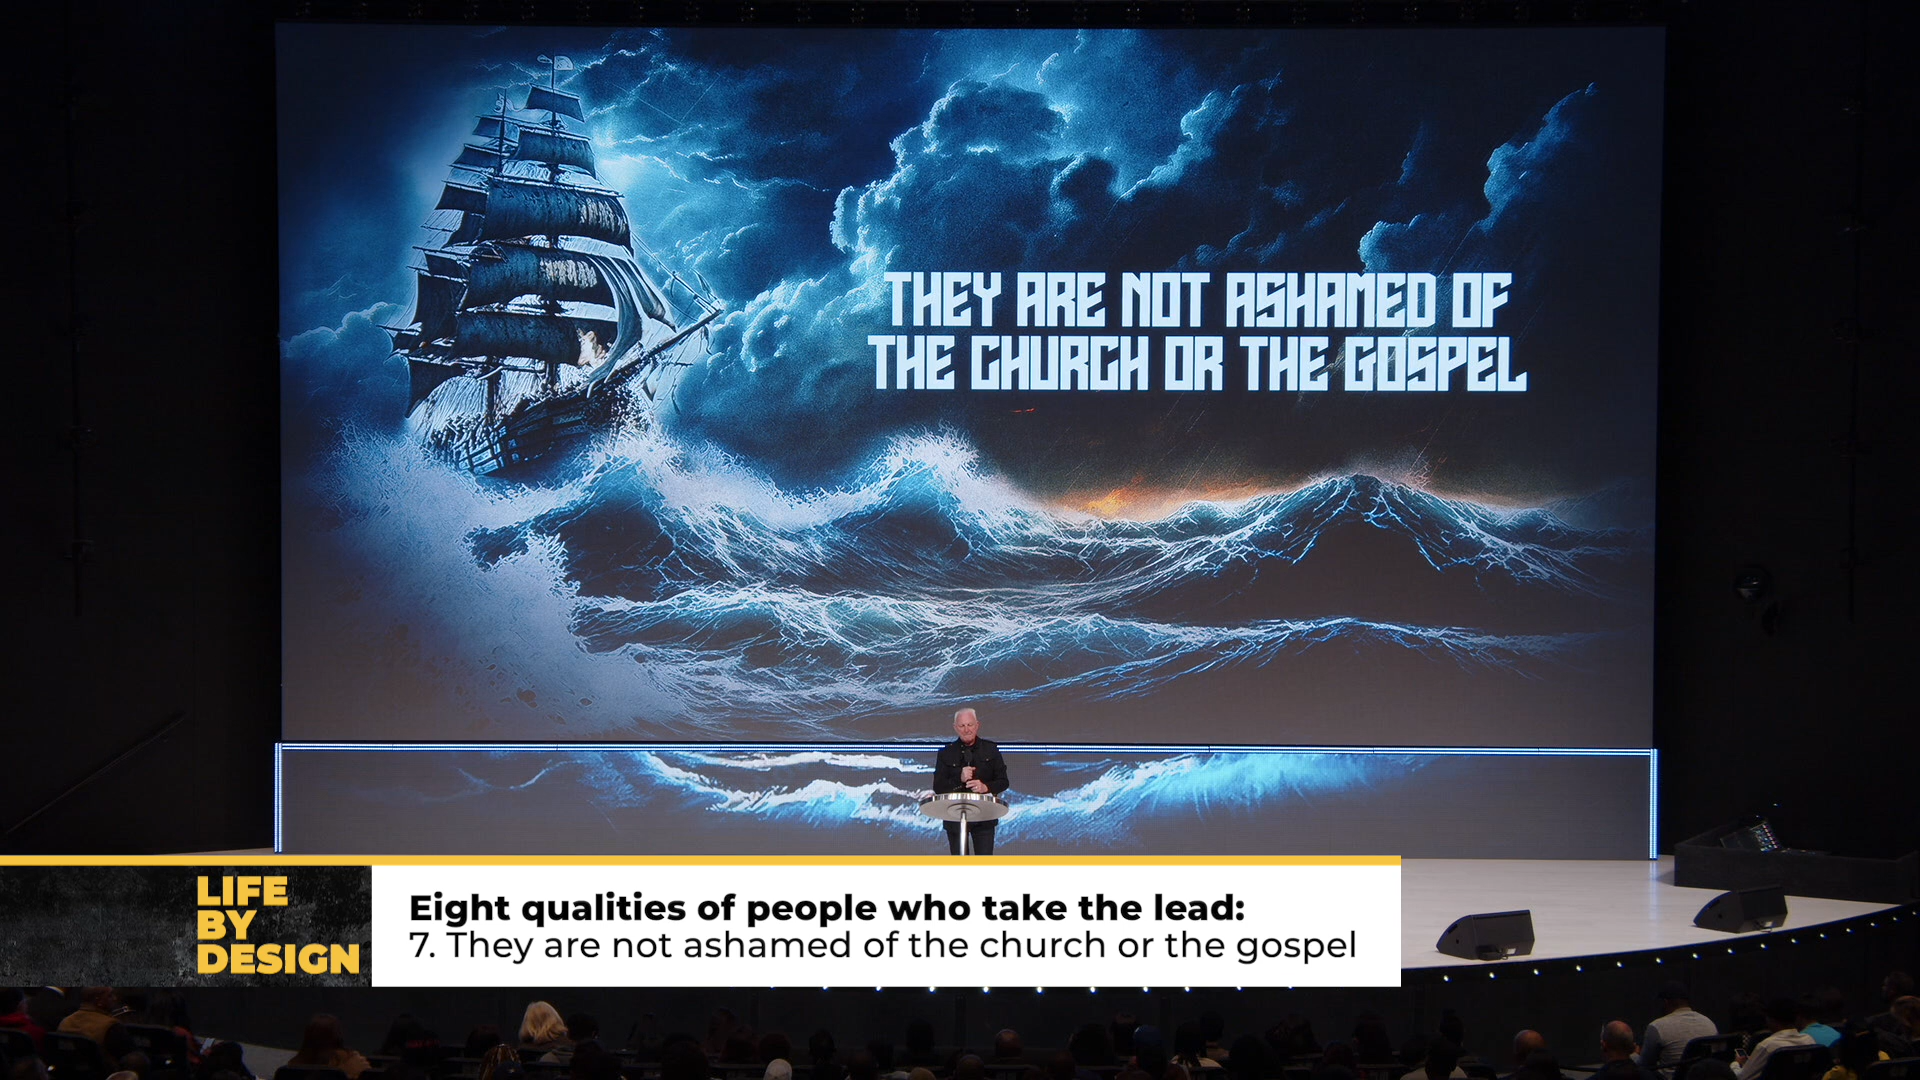 THEY ARE NOT ASHAMED OF
THE CHURCH OR THE GOSPEL
LIFE
BY
DESIGN
Eight qualities of people who take the lead:
7. They are not ashamed of the church or the gospel